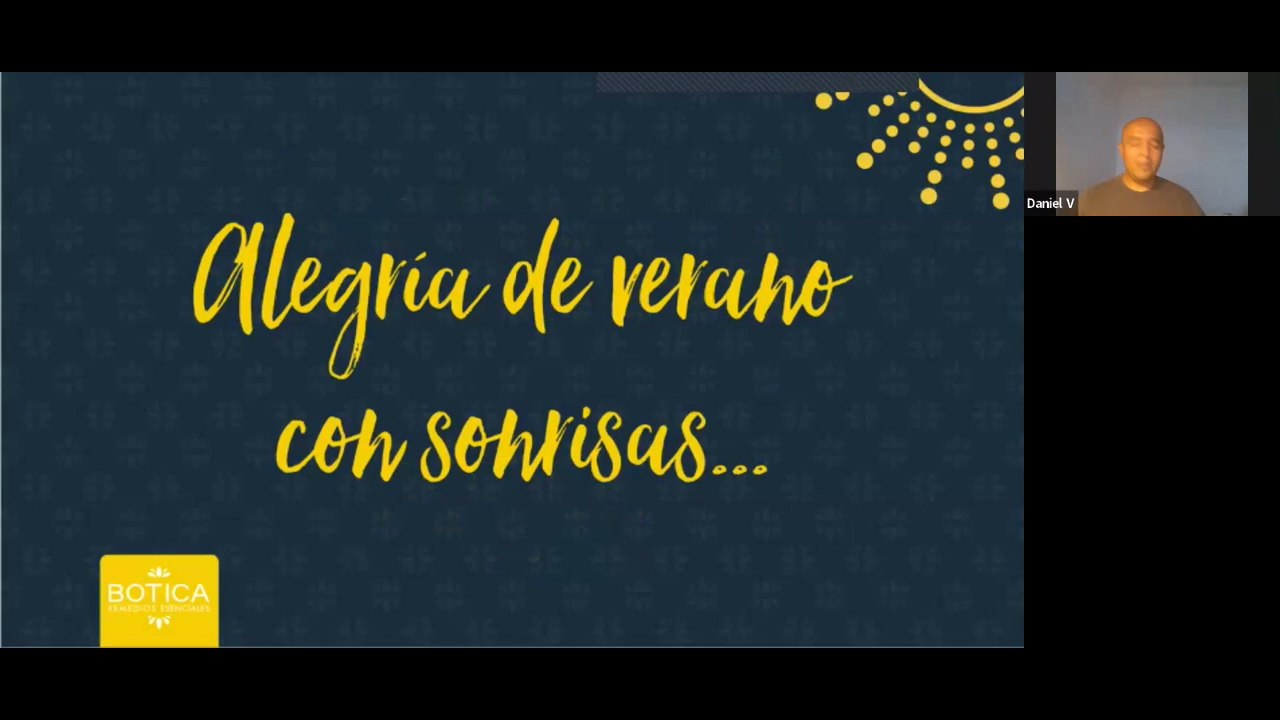 Alegría de verano
con sonrisas...
BOTICA
REMEDIOS ESENCIALES
Daniel V